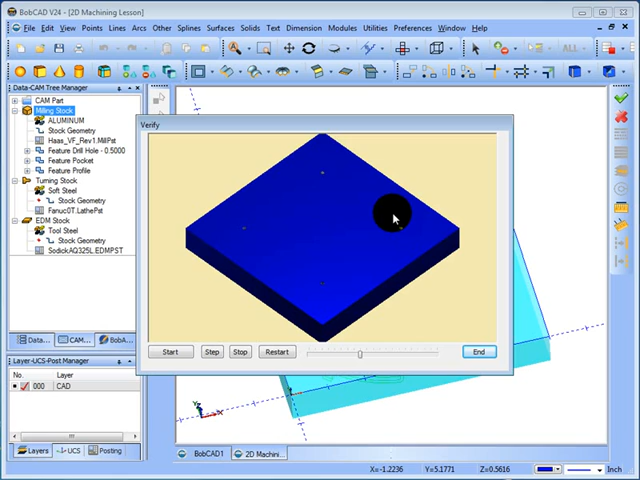 BobCAD V24 - [2D Machining Lesson]
File Edit View Points Lines Arcs Other Splines Surfaces Solids Text Dimension Modules Utilities Preferences Window Help
ALL
Data-CAM Tree Manager
CAM Part
Milling Stock
ALUMINUM
Stock Geometry
Haas_VF_Rev1.MillPst
Feature Drill Hole - 0.5000
Feature Pocket
Feature Profile
Turning Stock
Soft Steel
Stock Geometry
Fanuc0T.LathePst
EDM Stock
Tool Steel
Stock Geometry
SodickAQ325L.EDMPST
Data... CAM... BobA...
Verify
Start Step Stop Restart End
Layer-UCS-Post Manager
No. Layer
000 CAD
Layers UCS Posting
X
BobCAD1 2D Machini...
X=-1.2236 Y=5.1771 Z=0.5616 Inch